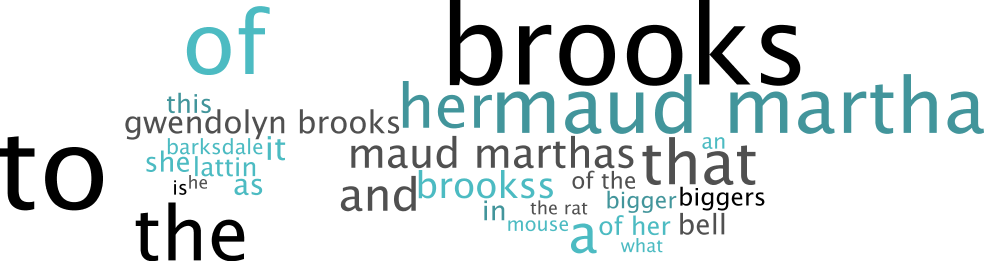 of brooks
her maud martha
this
gwendolyn brooks
to
barksdale it
she lattin
maud marthas that
an
is he as
and brookss of the
bigger biggers
in the rat
the
mouse a of her bell
what